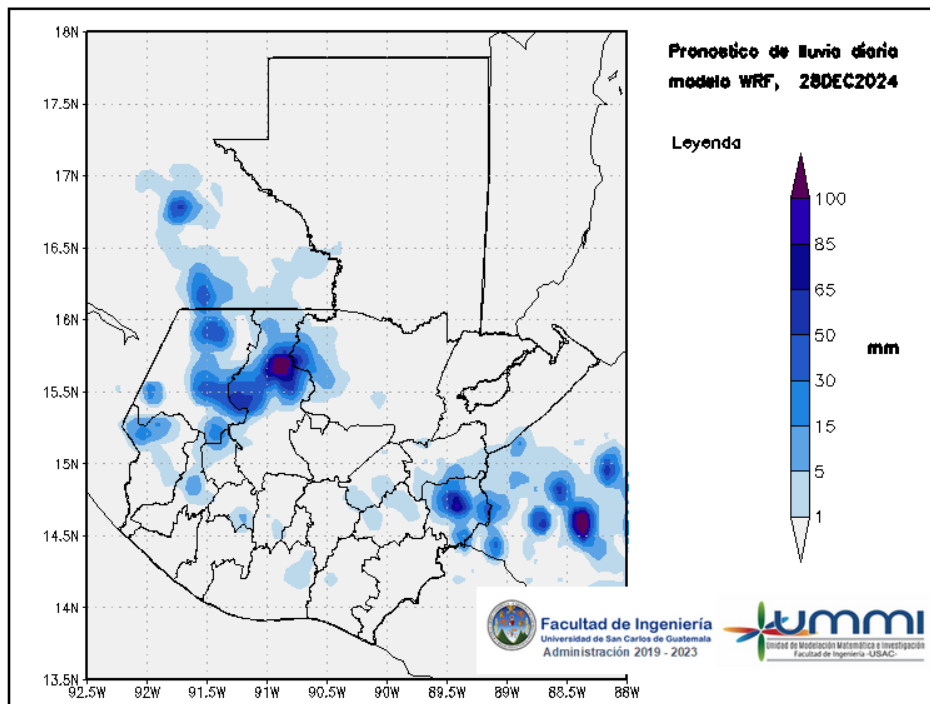 Pronostico de lluvia diaria
modelo WRF, 28DEC2024
Leyenda
100
85
65
50
30
15
5
1
mm
18N
17.5N
17N
16.5N
16N
15.5N
15N
14.5N
14N
13.5N
92.5W
92W
91.5W
91W
90.5W
90W
89.5W
89W
88.5W
88W
Facultad de Ingeniería
Universidad de San Carlos de Guatemala
Administración 2019 - 2023
ummi
Unidad de Modelación Matemática e Investigación
Facultad de Ingeniería -USAC-